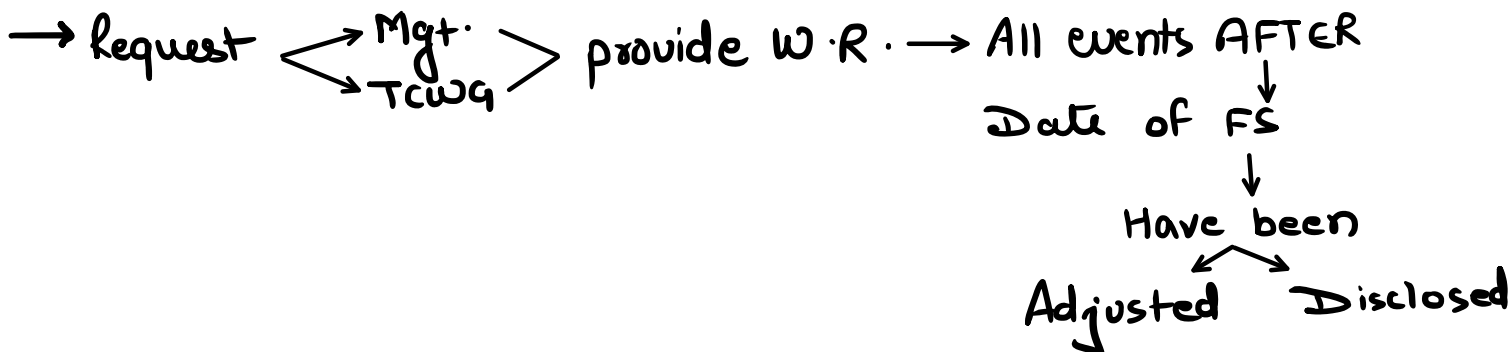 → Request Mgt. TCWG provide W.R. → All events AFTER
Date of FS
Have been
Adjusted Disclosed